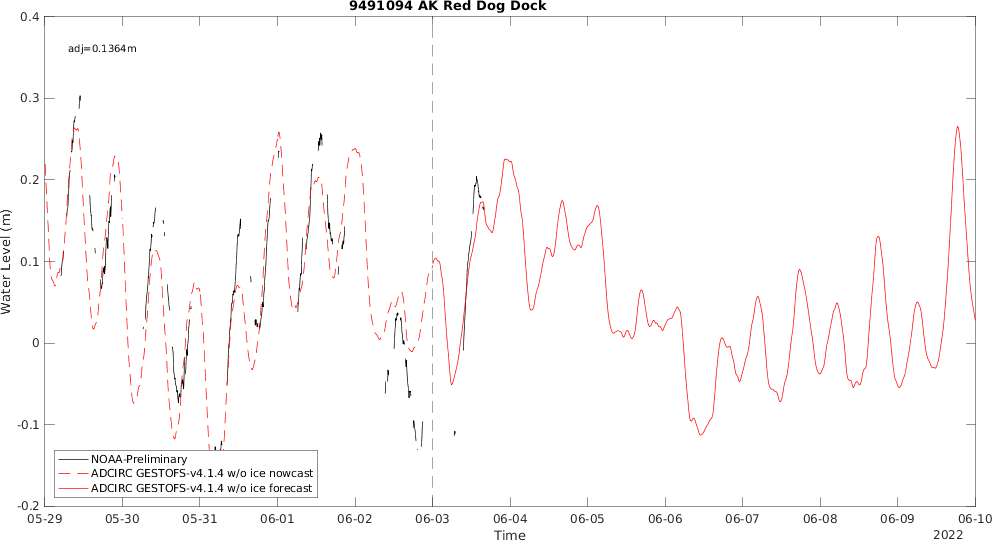 9491094 AK Red Dog Dock
adj=0.1364m
Water Level (m)
0.4
0.3
0.2
0.1
0
-0.1
-0.2
NOAA-Preliminary
ADCIRC GESTOFS-v4.1.4 w/o ice nowcast
ADCIRC GESTOFS-v4.1.4 w/o ice forecast
05-29 05-30 05-31 06-01 06-02 06-03 06-04 06-05 06-06 06-07 06-08 06-09 06-10
Time
2022